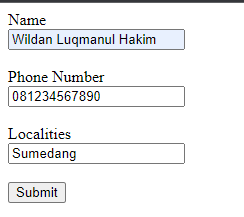 Name
Wildan Luqmanul Hakim
Phone Number
081234567890
Localities
Sumedang
Submit